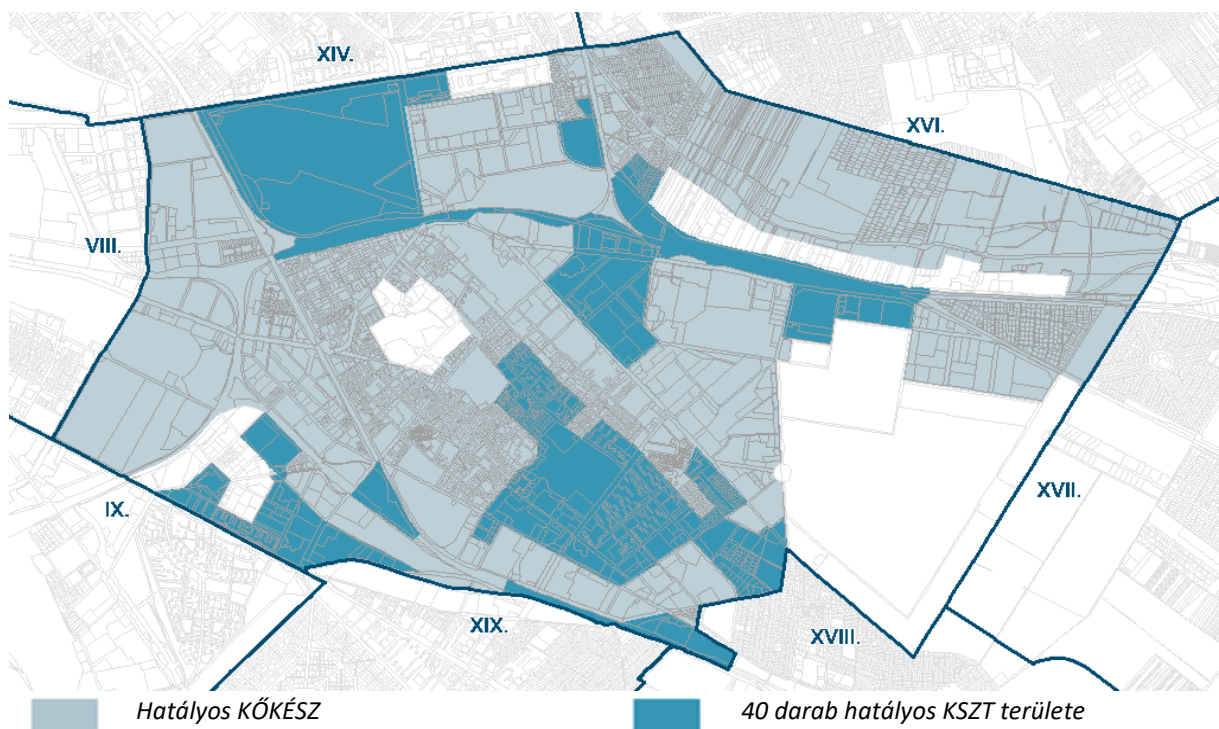 XIV.
XVI.
VIII.
XVII.
IX.
XIX.
XVIII.
Hatályos KŐKÉSZ
40 darab hatályos KSZT területe